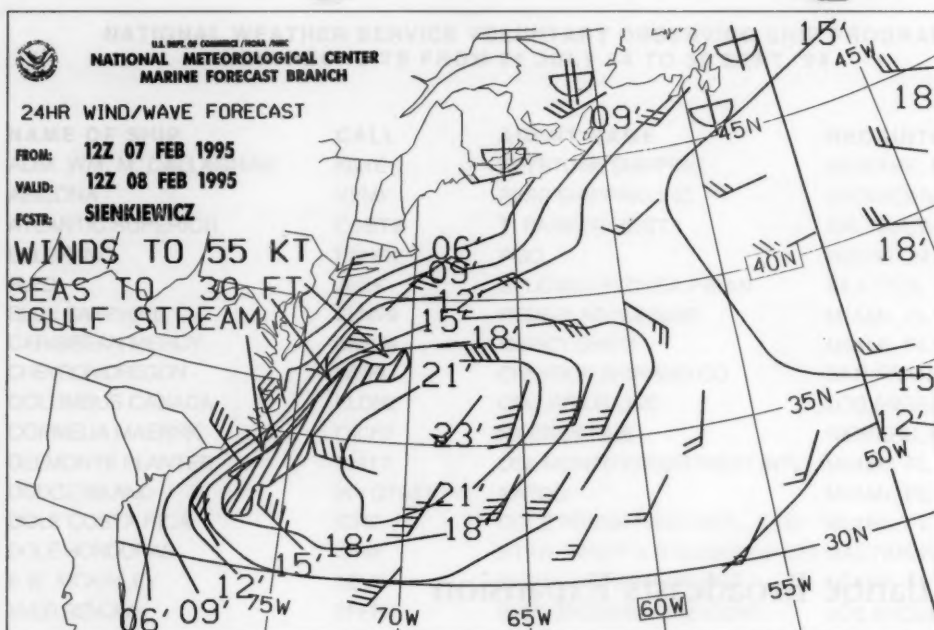 U.S. DEPT. OF COMMERCE/NOAA/NWS
NATIONAL METEOROLOGICAL CENTER
MARINE FORECAST BRANCH
24HR WIND/WAVE FORECAST
FROM: 12Z 07 FEB 1995
VALID: 12Z 08 FEB 1995
FCSTR: SIENKIEWICZ
WINDS TO 55 KT
SEAS TO 30 FT
GULF STREAM
45W
18'
09'
45N
06'
09'
12'
15'
18'
21'
23'
21'
18'
40N
18'
15'
12'
35N
50W
30N
55W
18'
15'
12'
09'
06'
75W
70W
65W
60W